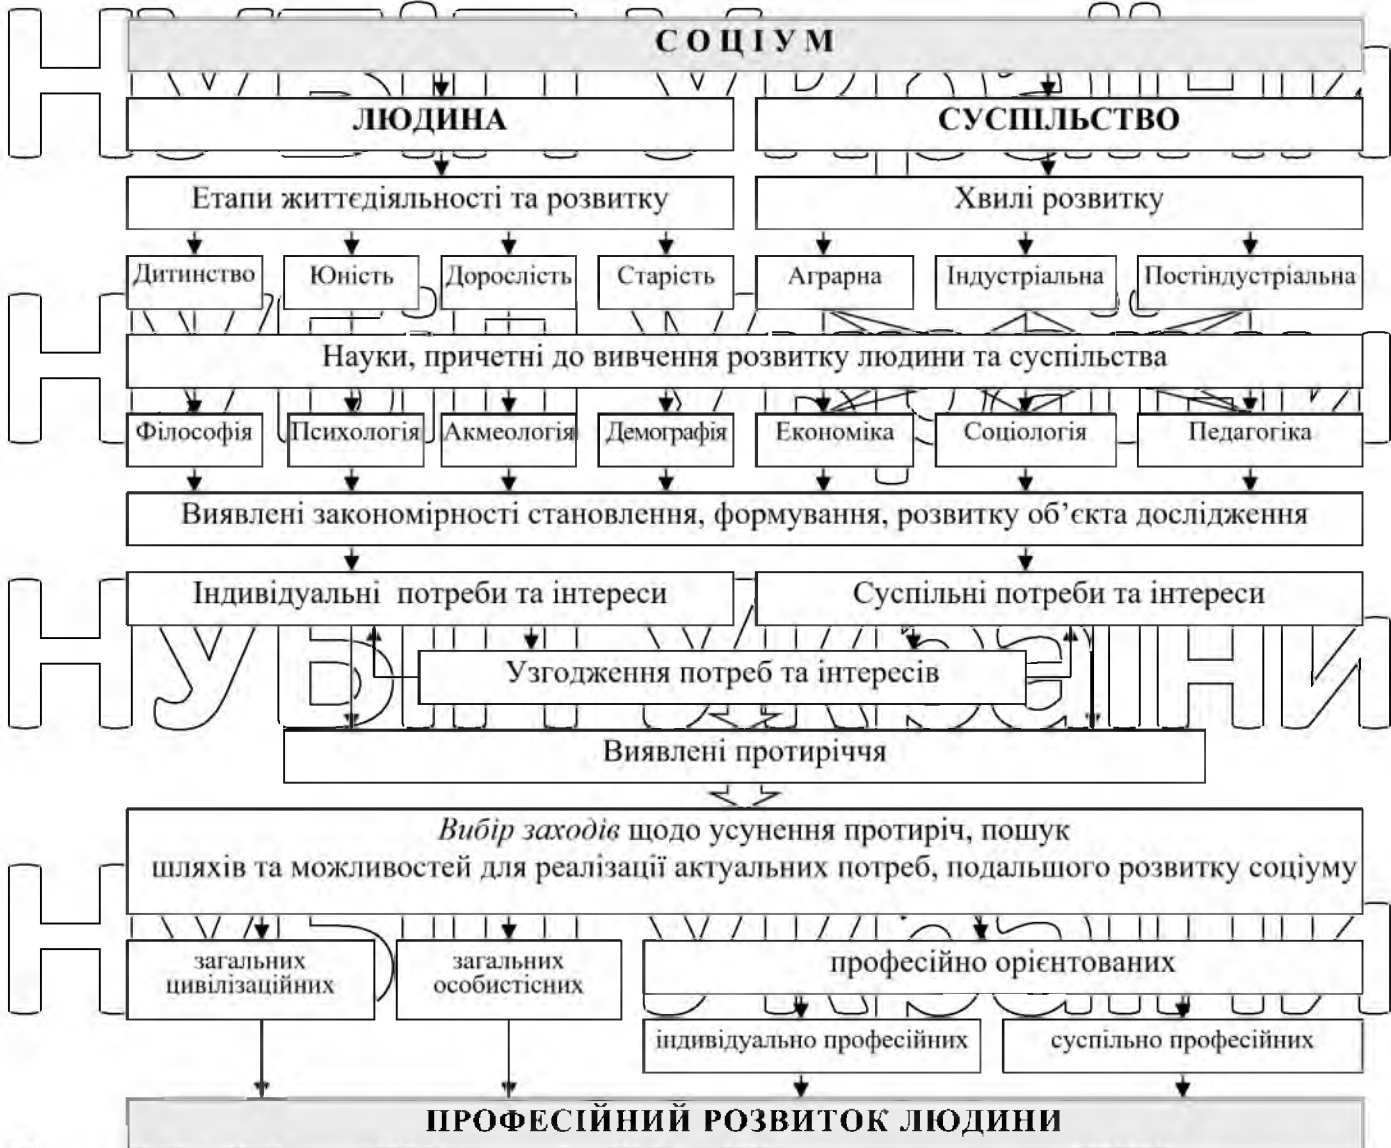 СОЦІУМ
ЛЮДИНА
СУСПІЛЬСТВО
Етапи життєдіяльності та розвитку
Хвилі розвитку
Дитинство
Юність
Дорослість
Старість
Аграрна
Індустріальна
Постіндустріальна
Науки, причетні до вивчення розвитку людини та суспільства
Філософія
Психологія
Акмеологія
Демографія
Економіка
Соціологія
Педагогіка
Виявлені закономірності становлення, формування, розвитку об’єкта дослідження
Індивідуальні потреби та інтереси
Суспільні потреби та інтереси
Узгодження потреб та інтересів
Виявлені протиріччя
Вибір заходів щодо усунення протиріч, пошук
шляхів та можливостей для реалізації актуальних потреб, подальшого розвитку соціуму
загальних
цивілізаційних
загальних
особистісних
професійно орієнтованих
індивідуально професійних
суспільно професійних
ПРОФЕСІЙНИЙ РОЗВИТОК ЛЮДИНИ